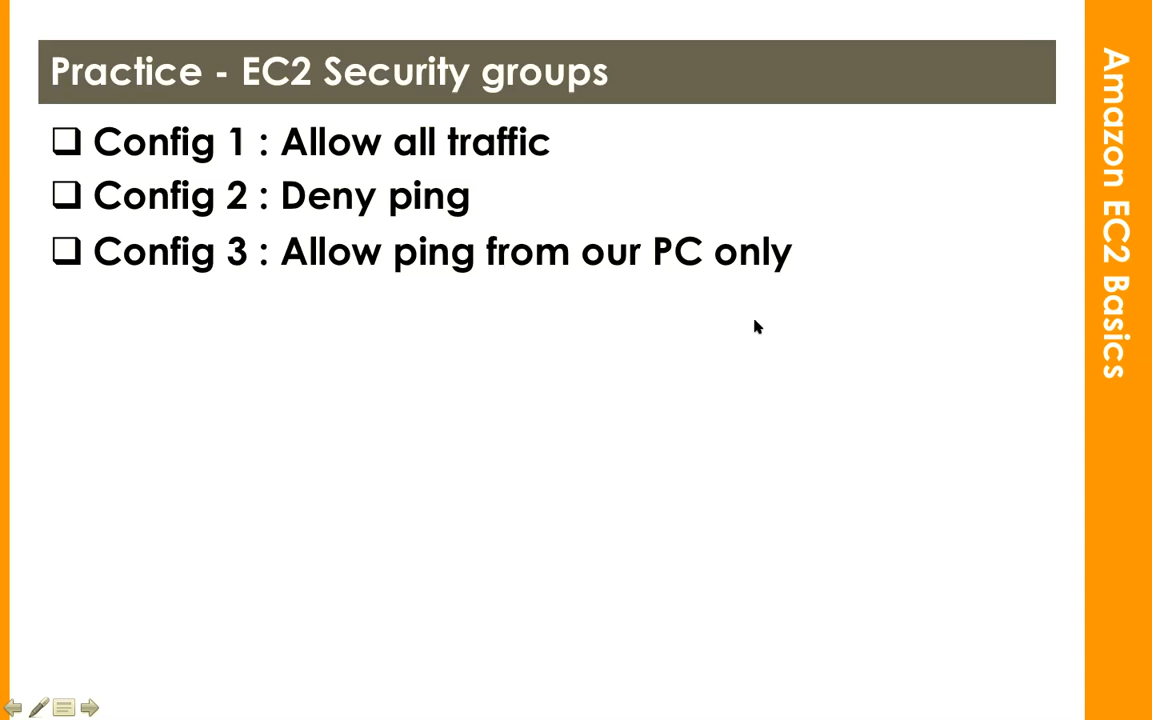 Practice - EC2 Security groups
Config 1 : Allow all traffic
Config 2 : Deny ping
Config 3 : Allow ping from our PC only
Amazon EC2 Basics